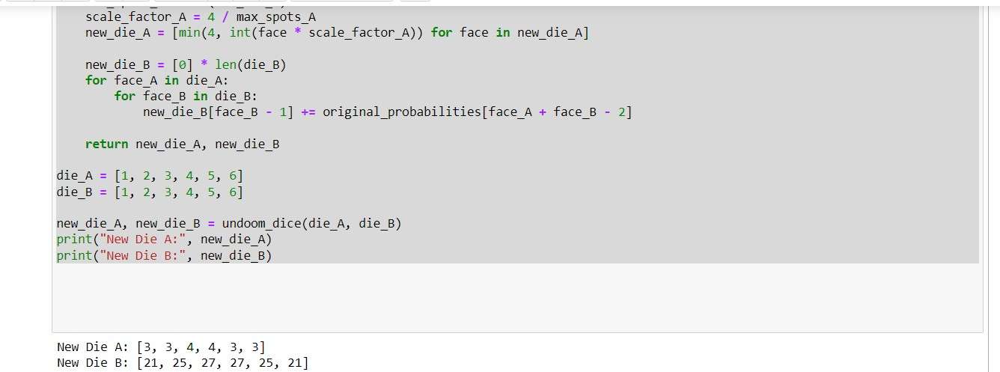 scale_factor_A = 4 / max_spots_A
new_die_A = [min(4, int(face * scale_factor_A)) for face in new_die_A]
new_die_B = [0] * len(die_B)
for face_A in die_A:
for face_B in die_B:
new_die_B[face_B - 1] += original_probabilities[face_A + face_B - 2]
return new_die_A, new_die_B
die_A = [1, 2, 3, 4, 5, 6]
die_B = [1, 2, 3, 4, 5, 6]
new_die_A, new_die_B = undoom_dice(die_A, die_B)
print("New Die A:", new_die_A)
print("New Die B:", new_die_B)
New Die A: [3, 3, 4, 4, 3, 3]
New Die B: [21, 25, 27, 27, 25, 21]